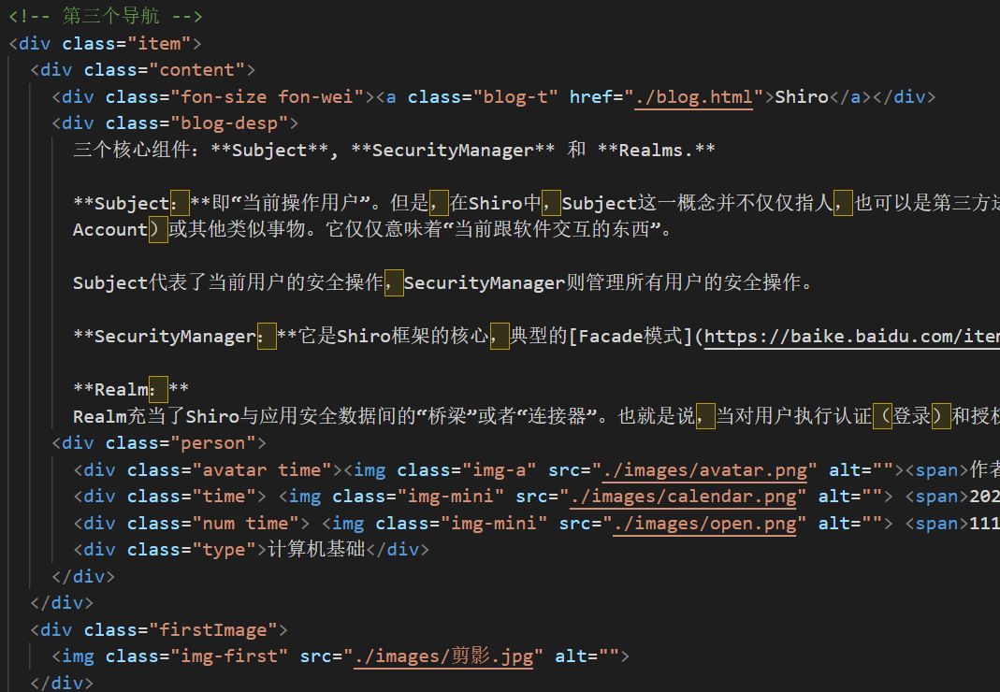 <!-- 第三个导航 -->
<div class="item">
<div class="content">
<div class="fon-size fon-wei"><a class="blog-t" href="./blog.html">Shiro</a></div>
<div class="blog-desp">
三个核心组件：**Subject**, **SecurityManager** 和 **Realms.**
**Subject：**即“当前操作用户”。但是，在Shiro中，Subject这一概念并不仅仅指人，也可以是第三方
Account）或其他类似事物。它仅仅意味着“当前跟软件交互的东西”。
Subject代表了当前用户的安全操作，SecurityManager则管理所有用户的安全操作。
**SecurityManager：**它是Shiro框架的核心，典型的[Facade模式](https://baike.baidu.com/item
**Realm：**
Realm充当了Shiro与应用安全数据间的“桥梁”或者“连接器”。也就是说，当对用户执行认证（登录）和授权
<div class="person">
<div class="avatar time"><img class="img-a" src="./images/avatar.png" alt=""><span>作者
<div class="time"> <img class="img-mini" src="./images/calendar.png" alt=""> <span>202
<div class="num time"> <img class="img-mini" src="./images/open.png" alt=""> <span>111
<div class="type">计算机基础</div>
</div>
</div>
<div class="firstImage">
<img class="img-first" src="./images/剪影.jpg" alt="">
</div>